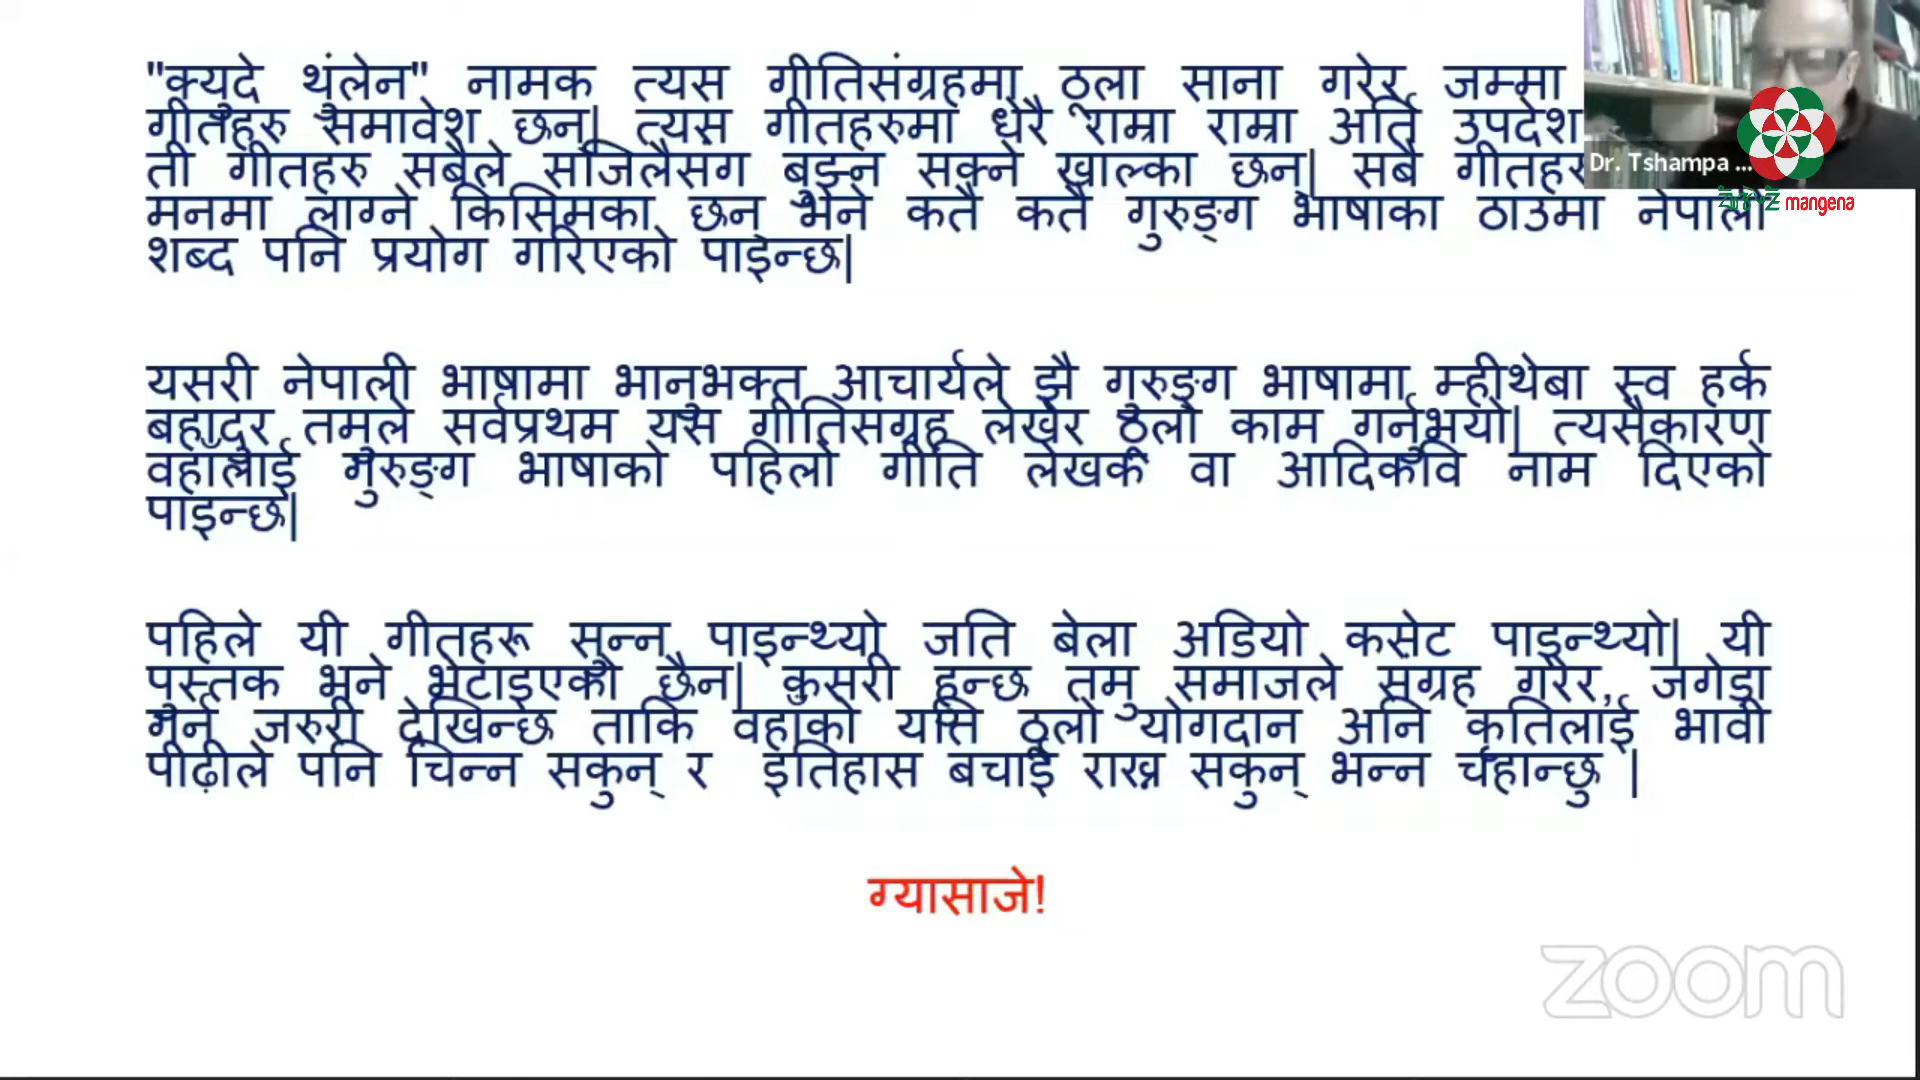 "क्युदे थुंलेन" नामक त्यस गीतिसंग्रहमा ठूला साना गरेर जम्मा
गीतहरु समावेश छन| त्यस गीतहरुमा धेरै राम्रा राम्रा अर्ति उपदेश
ती गीतहरु सबैले सजिलैसंग बुझ्न सक्ने खाल्का छन| सबै
मनमा लाग्ने किसिमका छन भने कतै कतै गुरुङ्ग भाषाका ठाउँमा नेपाली
शब्द पनि प्रयोग गरिएको पाइन्छ|
यसरी नेपाली भाषामा भानुभक्त आचार्यले झै गुरुङ्ग भाषामा म्हीथेबा स्व हर्क
बहादुर तमुले सर्वप्रथम यस गीतिसंग्रह लेखेर ठूलो काम गर्नुभयो| त्यसैकारण
वहाँलाई गुरुङ्ग भाषाको पहिलो गीति लेखक वा आदिकवि नाम दिएको
पाइन्छ|
पहिले यी गीतहरू सुन्न पाइन्थ्यो जति बेला अडियो कसेट पाइन्थ्यो| यी
पुस्तक भने भेटाइएको छैन| कुसरी हुन्छ तमु समाजले संग्रह गरेर, जगेडा
गर्न जरुरी देखिन्छ ताकि वहाको यत्ति ठूलो योगदान अनि कृतिलाई भावी
पीढीले पनि चिन्न सकुन् र इतिहास बचाई राख्न सकुन् भन्न चहान्छु |
ग्यासाजे!
Dr. Tshampa ...
mangena
zoom